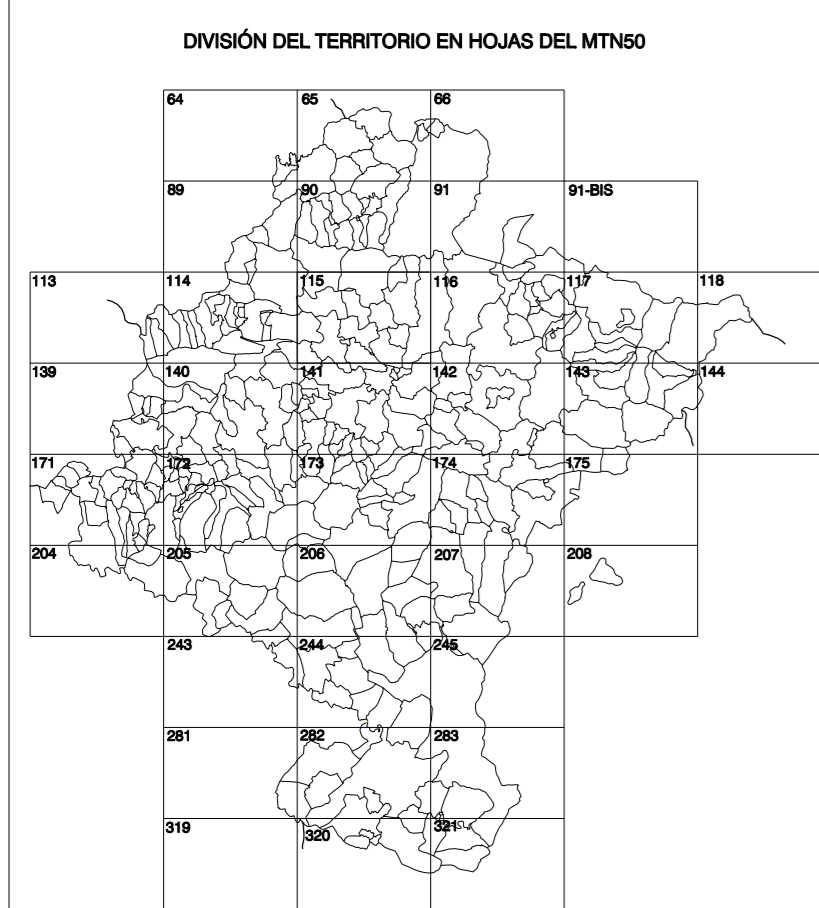 DIVISIÓN DEL TERRITORIO EN HOJAS DEL MTN50
64 65 66
89 90 91 91-BIS
113 114 115 116 117 118
139 140 141 142 143 144
171 172 173 174 175
204 205 206 207 208
243 244 245
281 282 283
319 320 321